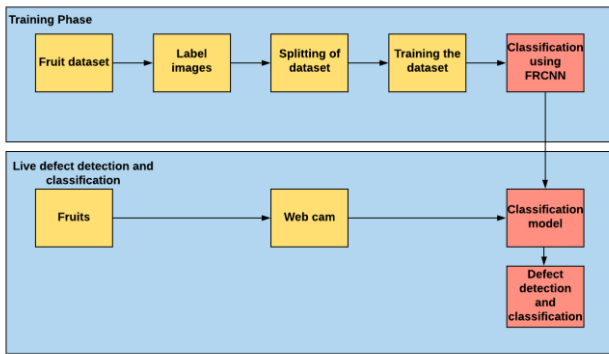 Training Phase
Fruit dataset
Label
images
Splitting of
dataset
Training the
dataset
Classification
using
FRCNN
Live defect detection and
classification
Fruits
Web cam
Classification
model
Defect
detection
and
classification